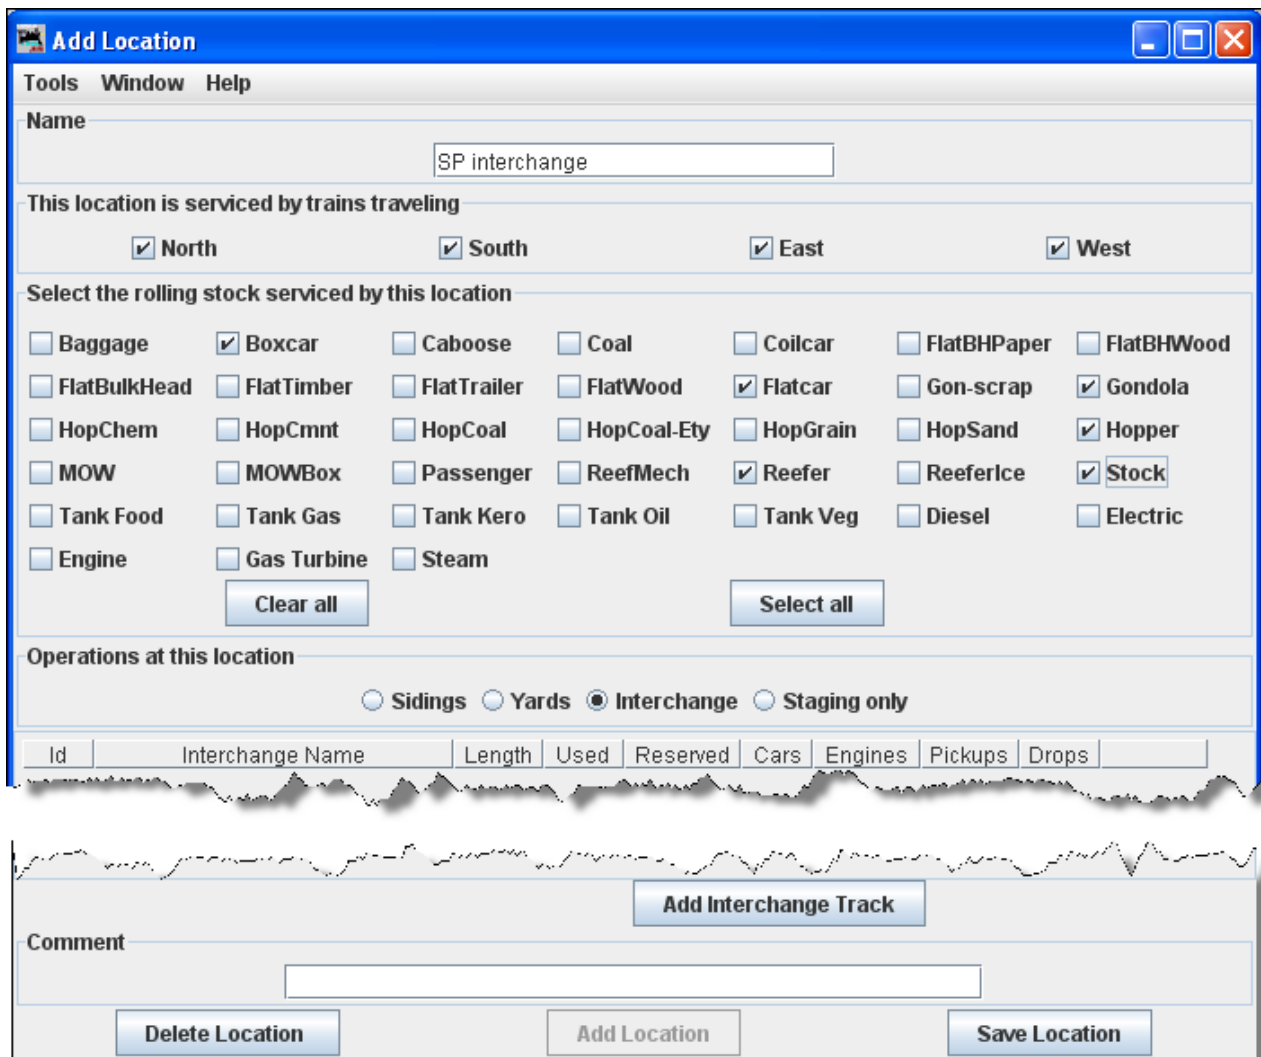 Add Location
Tools Window Help
Name
SP interchange
This location is serviced by trains traveling
North South East West
Select the rolling stock serviced by this location
Baggage Boxcar Caboose Coal Coilcar FlatBHPaper FlatBHWood
FlatBulkHead FlatTimber FlatTrailer FlatWood Flatcar Gon-scrap Gondola
HopChem HopCmnt HopCoal HopCoal-Ety HopGrain HopSand Hopper
MOW MOWBox Passenger ReefMech Reefer ReeferIce Stock
Tank Food Tank Gas Tank Kero Tank Oil Tank Veg Diesel Electric
Engine Gas Turbine Steam
Clear all Select all
Operations at this location
Sidings Yards Interchange Staging only
Id Interchange Name Length Used Reserved Cars Engines Pickups Drops
Add Interchange Track
Comment
Delete Location Add Location Save Location